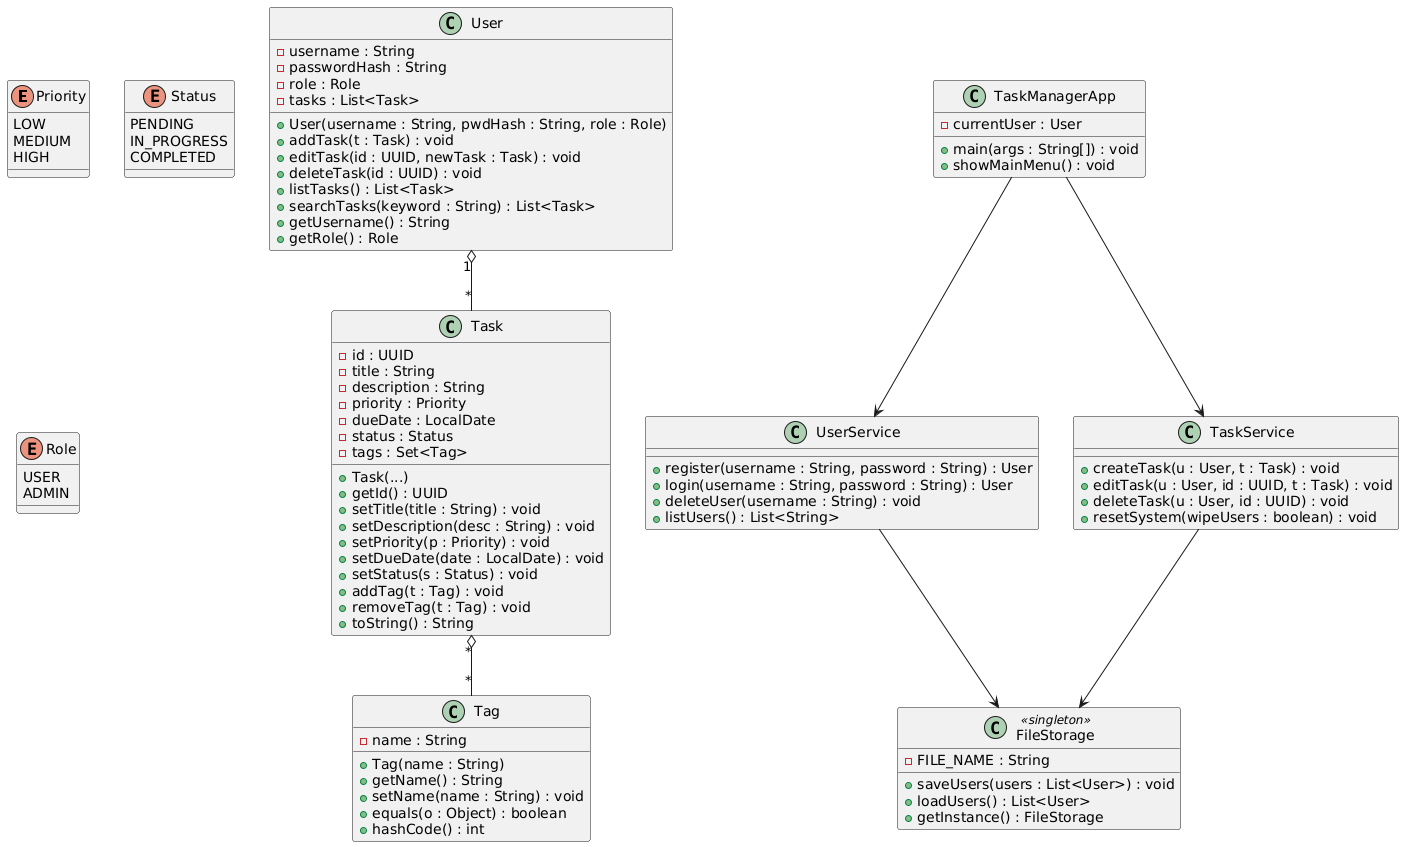 E Priority
LOW
MEDIUM
HIGH
E Status
PENDING
IN_PROGRESS
COMPLETED
C User
username : String
passwordHash : String
role : Role
tasks : List<Task>
User(username : String, pwdHash : String, role : Role)
addTask(t : Task) : void
editTask(id : UUID, newTask : Task) : void
deleteTask(id : UUID) : void
listTasks() : List<Task>
searchTasks(keyword : String) : List<Task>
getUsername() : String
getRole() : Role
C TaskManagerApp
currentUser : User
main(args : String[]) : void
showMainMenu() : void
1
*
E Role
USER
ADMIN
C Task
id : UUID
title : String
description : String
priority : Priority
dueDate : LocalDate
status : Status
tags : Set<Tag>
Task(...)
getId() : UUID
setTitle(title : String) : void
setDescription(desc : String) : void
setPriority(p : Priority) : void
setDueDate(date : LocalDate) : void
setStatus(s : Status) : void
addTag(t : Tag) : void
removeTag(t : Tag) : void
toString() : String
C UserService
register(username : String, password : String) : User
login(username : String, password : String) : User
deleteUser(username : String) : void
listUsers() : List<String>
C TaskService
createTask(u : User, t : Task) : void
editTask(u : User, id : UUID, t : Task) : void
deleteTask(u : User, id : UUID) : void
resetSystem(wipeUsers : boolean) : void
*
*
C Tag
name : String
Tag(name : String)
getName() : String
setName(name : String) : void
equals(o : Object) : boolean
hashCode() : int
«singleton»
C FileStorage
FILE_NAME : String
saveUsers(users : List<User>) : void
loadUsers() : List<User>
getInstance() : FileStorage